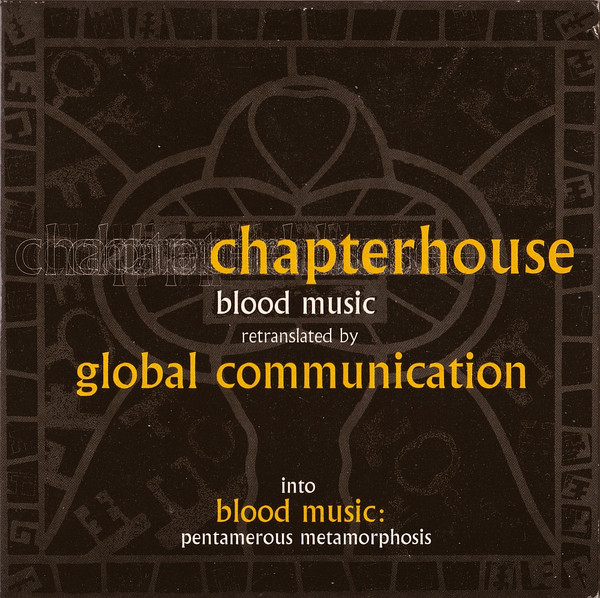 chapterhouse
blood music
retranslated by
global communication
into
blood music:
pentamerous metamorphosis